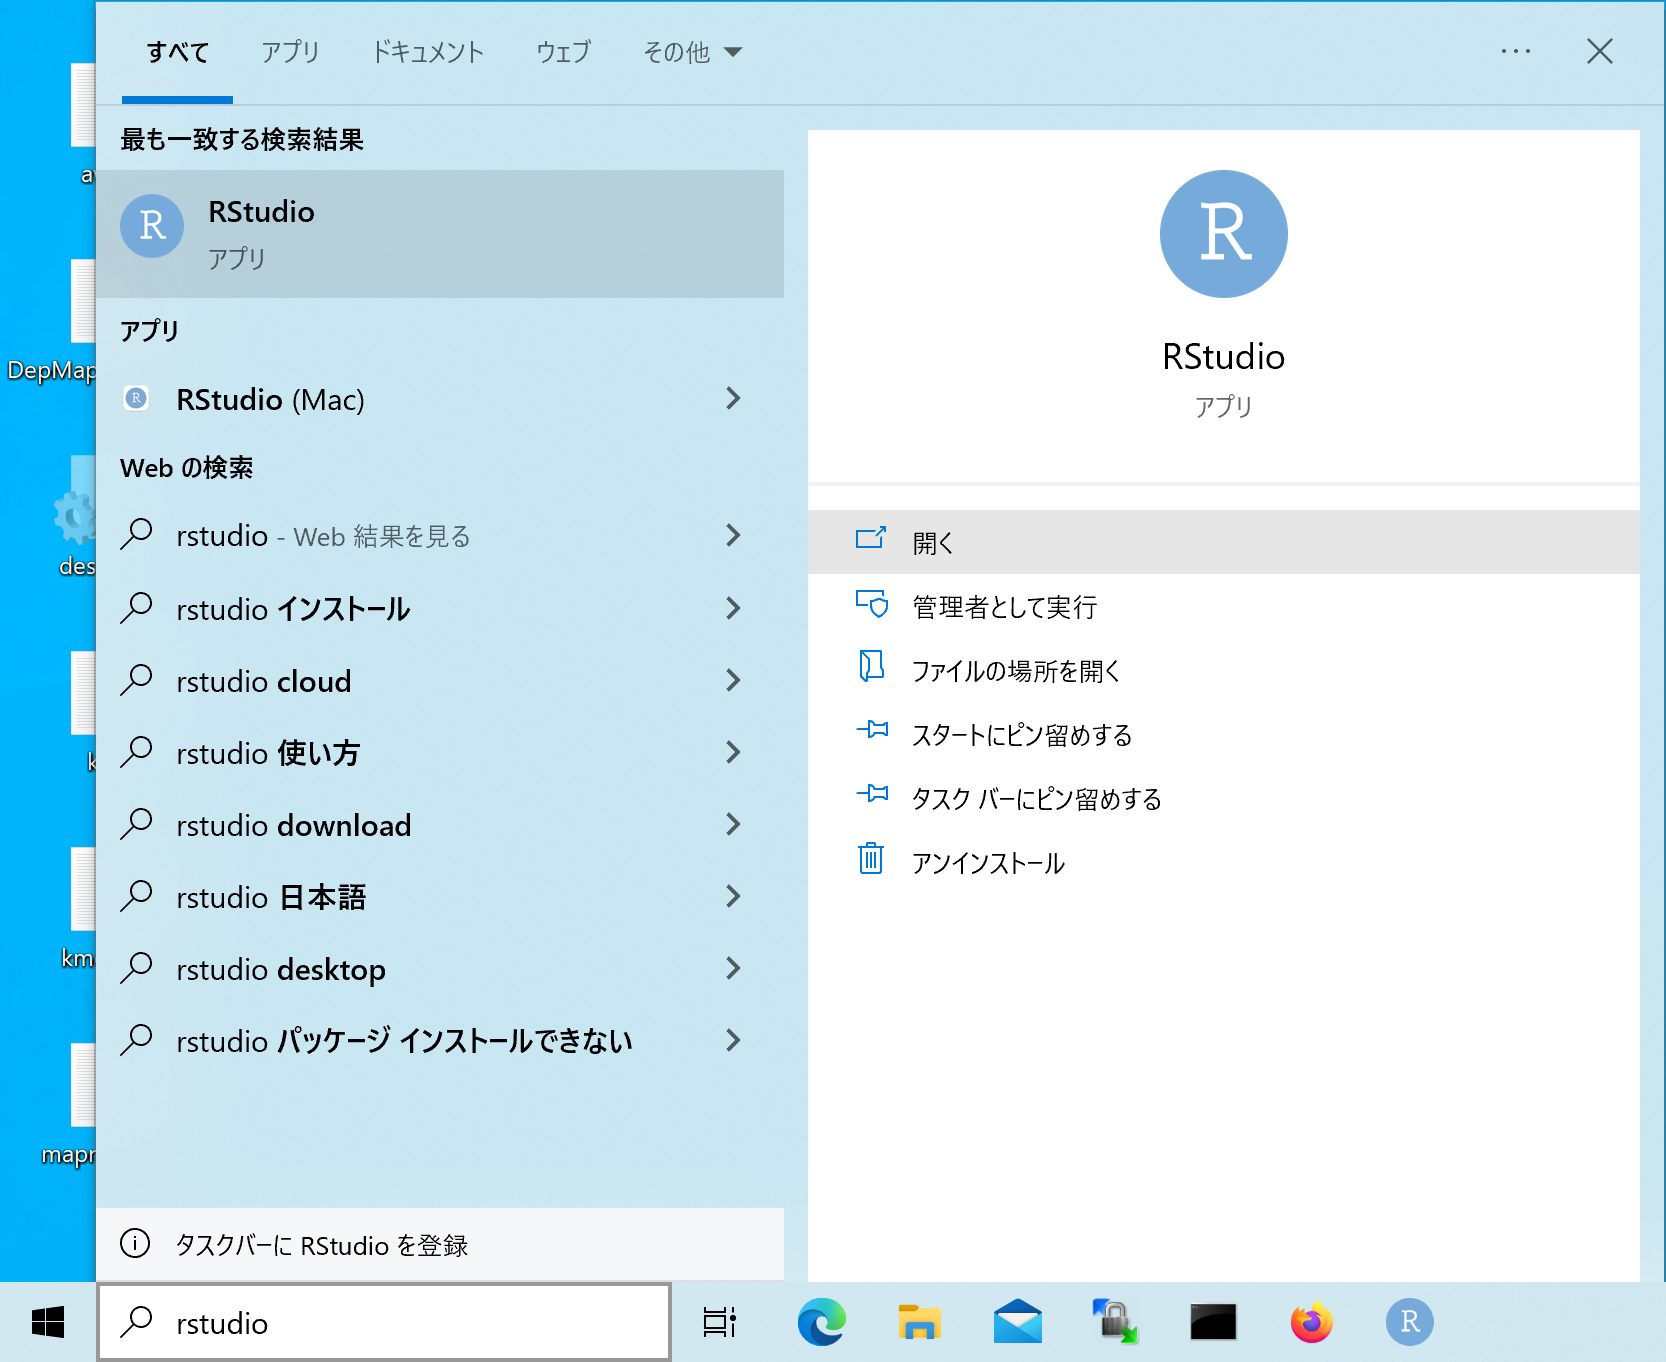 すべて アプリ ドキュメント ウェブ その他
最も一致する検索結果
R
RStudio
アプリ
アプリ
R
RStudio (Mac)
Web の検索
rstudio - Web 結果を見る
rstudio インストール
rstudio cloud
rstudio 使い方
rstudio download
rstudio 日本語
rstudio desktop
rstudio パッケージ インストールできない
タスクバーに RStudio を登録
rstudio
R
RStudio
アプリ
開く
管理者として実行
ファイルの場所を開く
スタートにピン留めする
タスク バーにピン留めする
アンインストール
R
a
DepMap
des
k
km
mapr